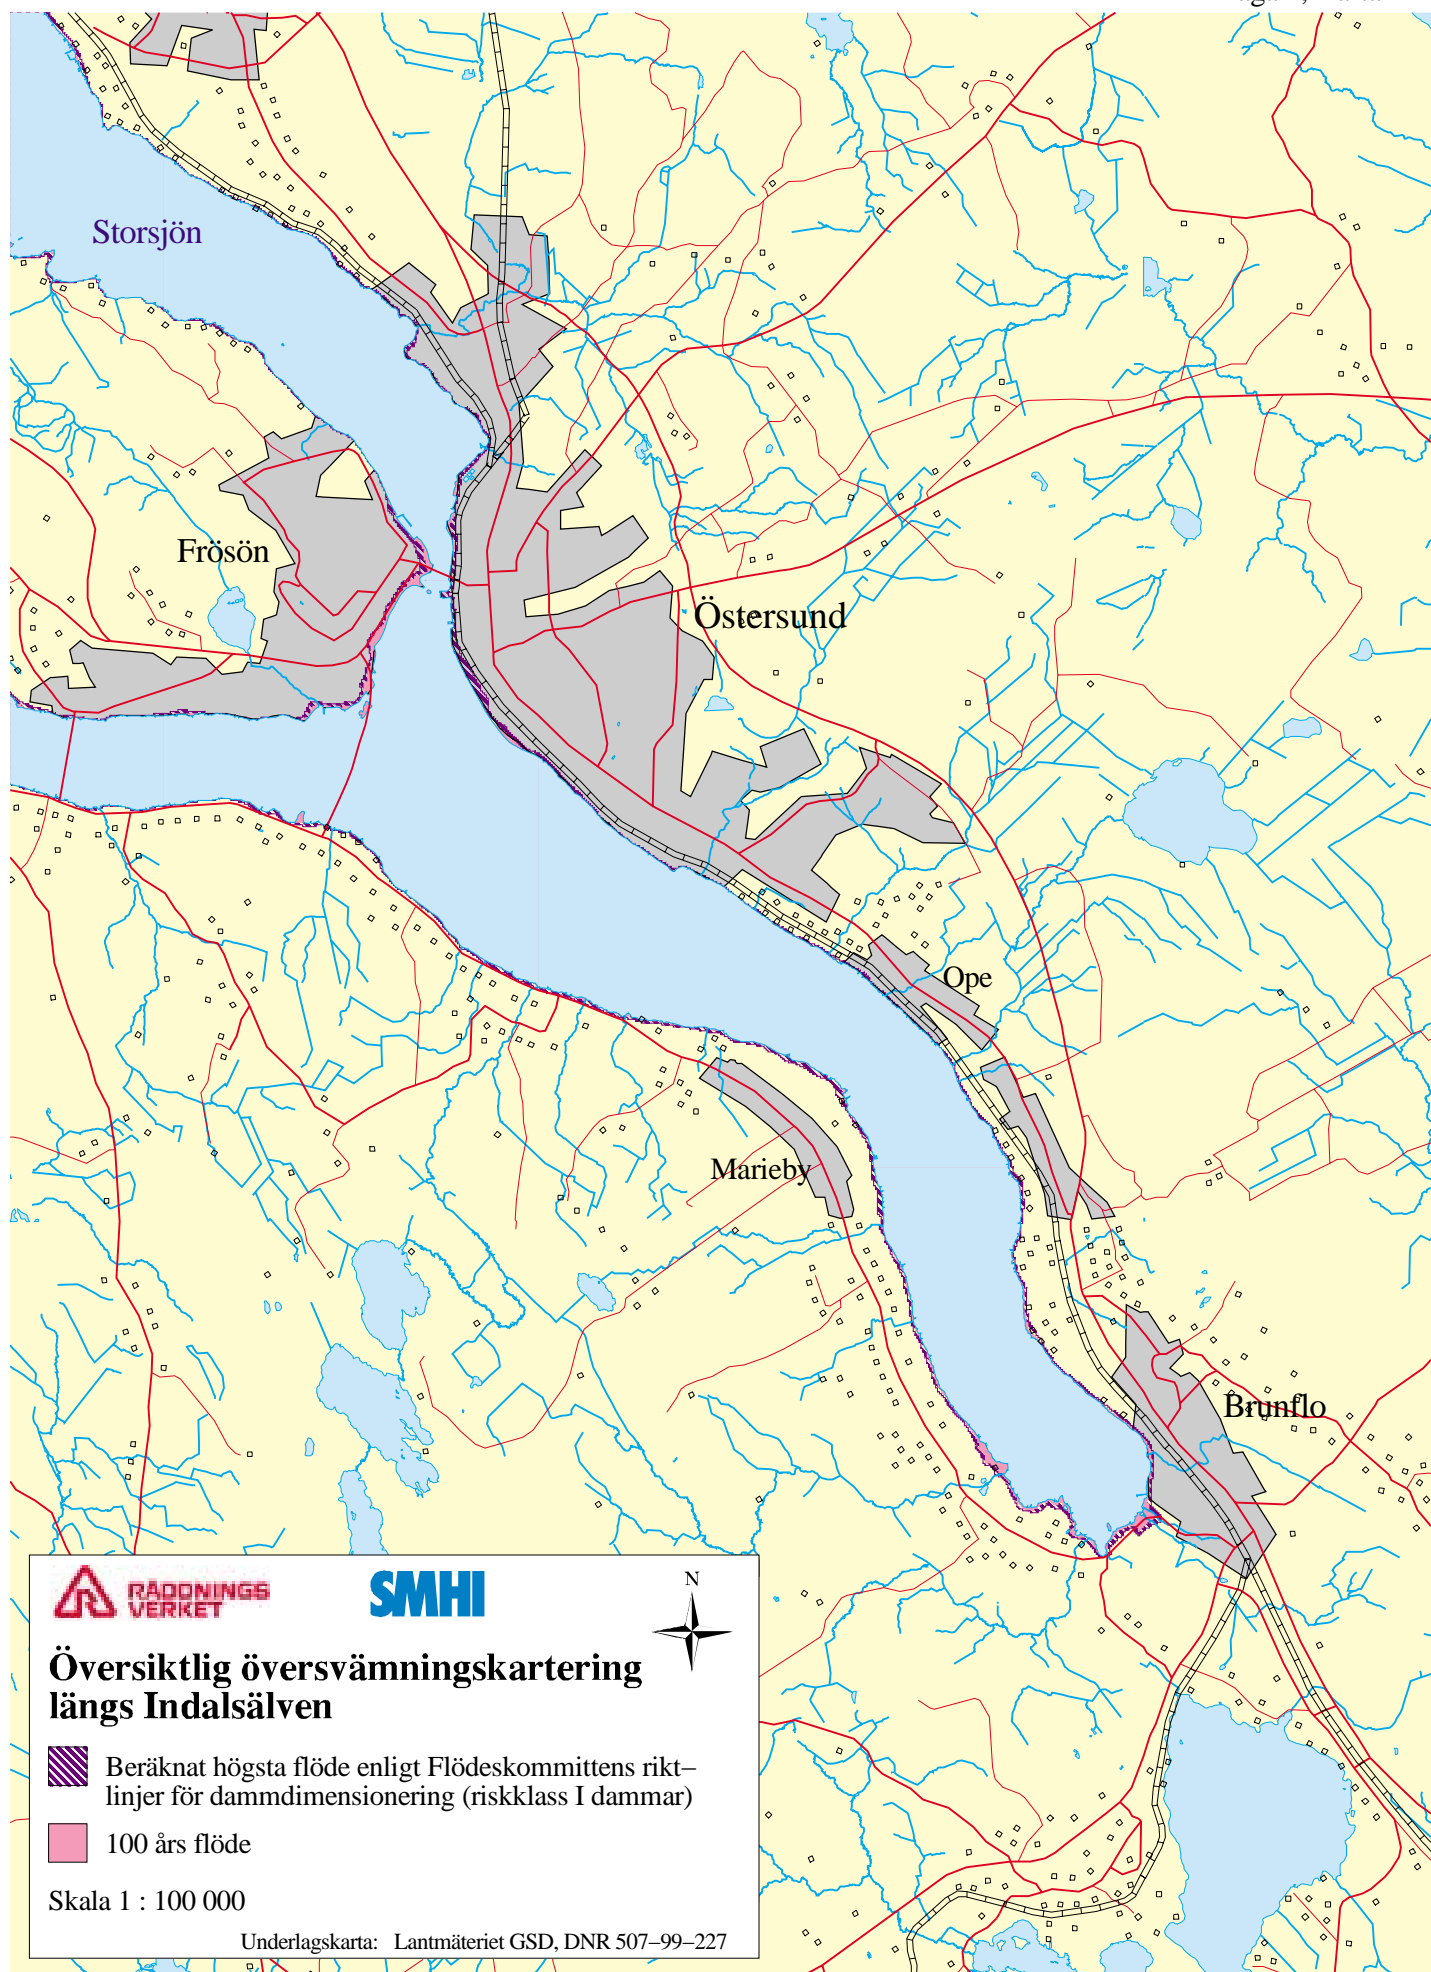 Storsjön
Frösön
Östersund
Ope
Marieby
Brunflo
RÄDDNINGS
VERKET
SMHI
N
Översiktlig översvämningskartering
längs Indalsälven
Beräknat högsta flöde enligt Flödeskommittens rikt–
linjer för dammdimensionering (riskklass I dammar)
100 års flöde
Skala 1 : 100 000
Underlagskarta: Lantmäteriet GSD, DNR 507–99–227